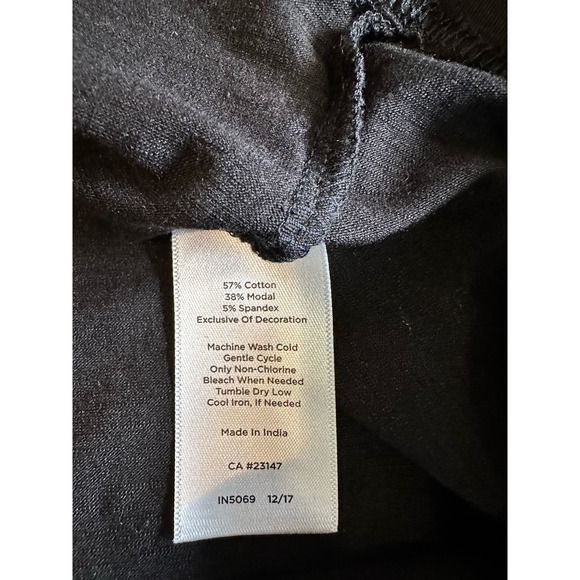 57% Cotton
38% Modal
5% Spandex
Exclusive Of Decoration
Machine Wash Cold
Gentle Cycle
Only Non-Chlorine
Bleach When Needed
Tumble Dry Low
Cool Iron, If Needed
Made In India
CA #23147
IN5069 12/17